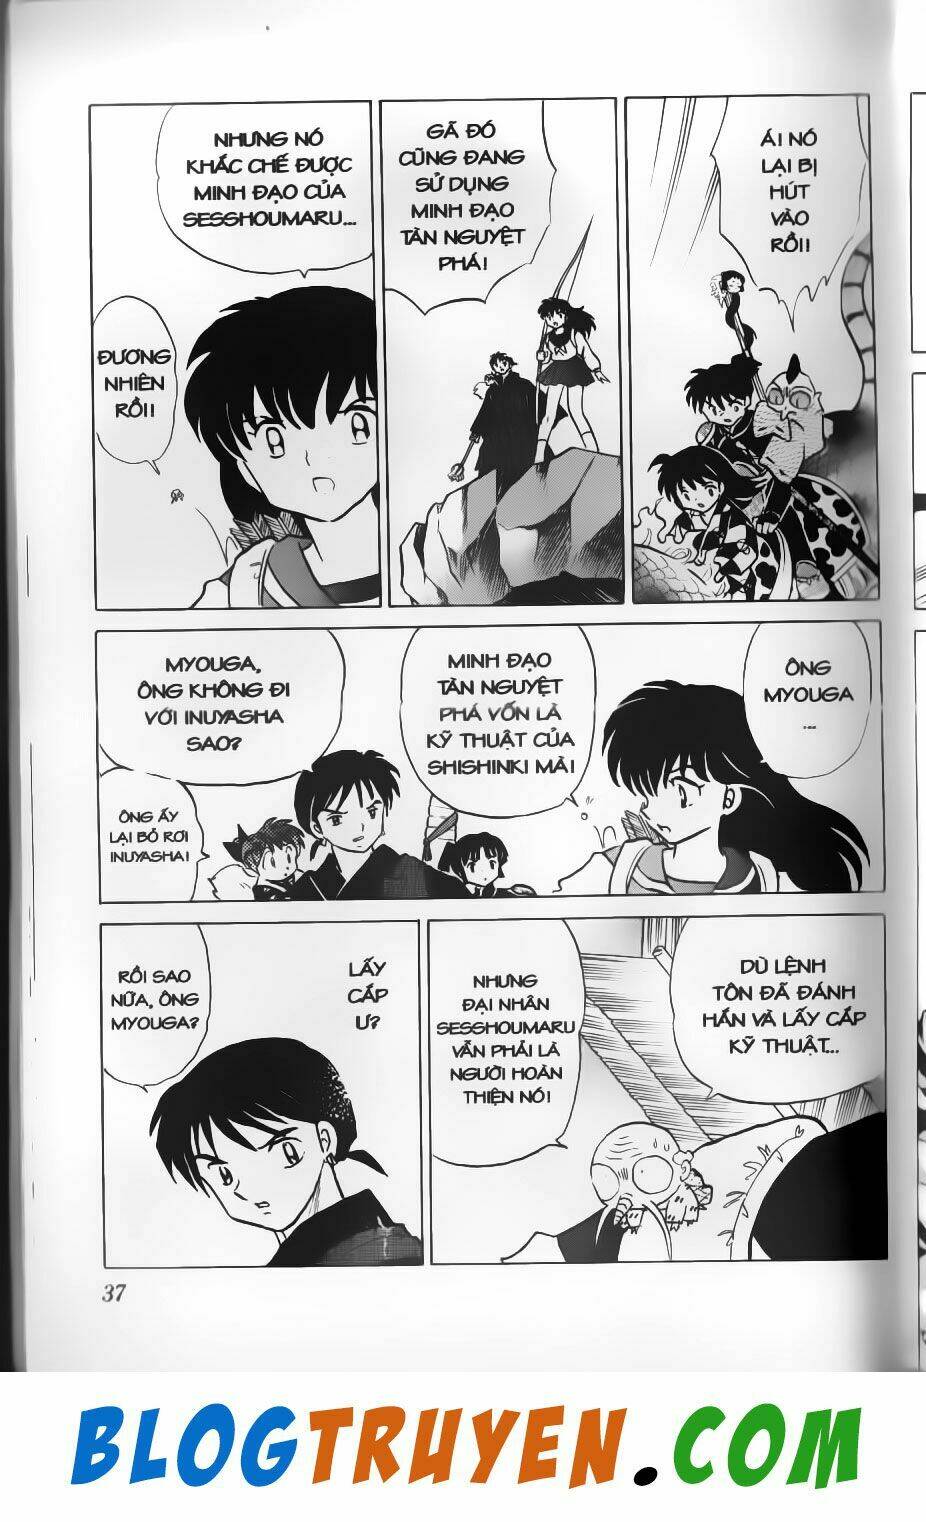 ÁI NÓ
LẠI BỊ
HÚT
VÀO
RỒI!
GÃ ĐÓ
CŨNG ĐANG
SỬ DỤNG
MINH ĐẠO
TÀN NGUYỆT
PHÁ!
NHƯNG NÓ
KHẮC CHẾ ĐƯỢC
MINH ĐẠO CỦA
SESSHOUMARU...
ĐƯƠNG
NHIÊN
RỒI!
ÔNG
MYOUGA
...
MINH ĐẠO
TÀN NGUYỆT
PHÁ VỐN LÀ
KỸ THUẬT CỦA
SHISHINKI MÀ!
MYOUGA,
ÔNG KHÔNG ĐI
VỚI INUYASHA
SAO?
ÔNG ẤY
LẠI BỎ RƠI
INUYASHA!
DÙ LỆNH
TÔN ĐÃ ĐÁNH
HẮN VÀ LẤY CẮP
KỸ THUẬT...
NHƯNG
ĐẠI NHÂN
SESSHOUMARU
VẪN PHẢI LÀ
NGƯỜI HOÀN
THIỆN NÓ!
LẤY
CẮP
Ư?
RỒI SAO
NỮA, ÔNG
MYOUGA?
37
BLOGTRUYEN.COM